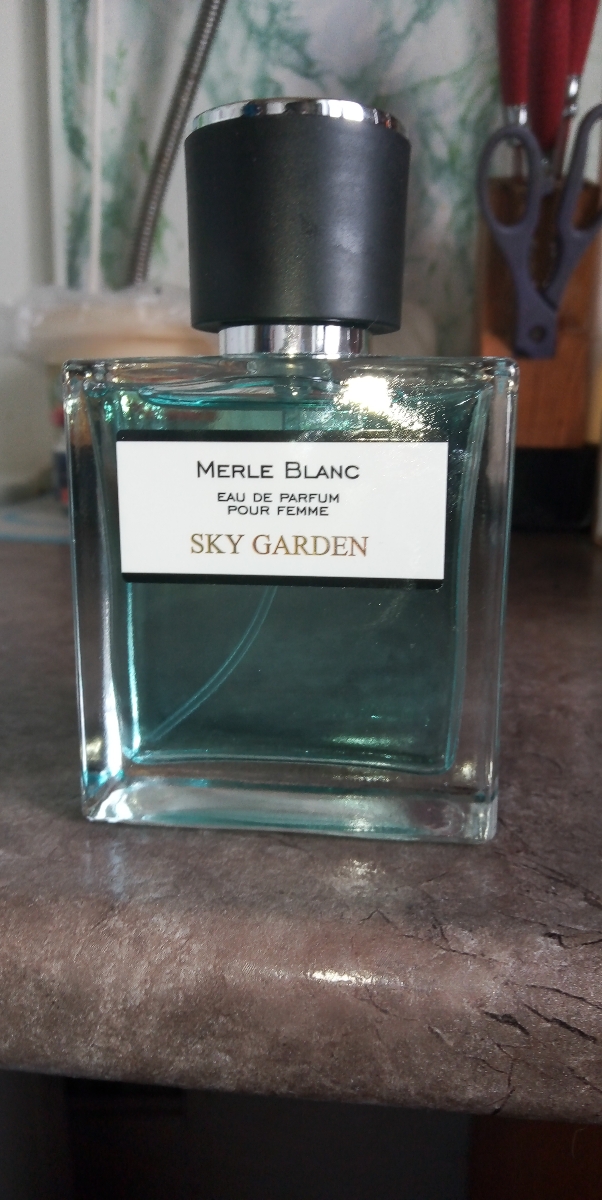 MERLE BLANC
EAU DE PARFUM
POUR FEMME
SKY GARDEN